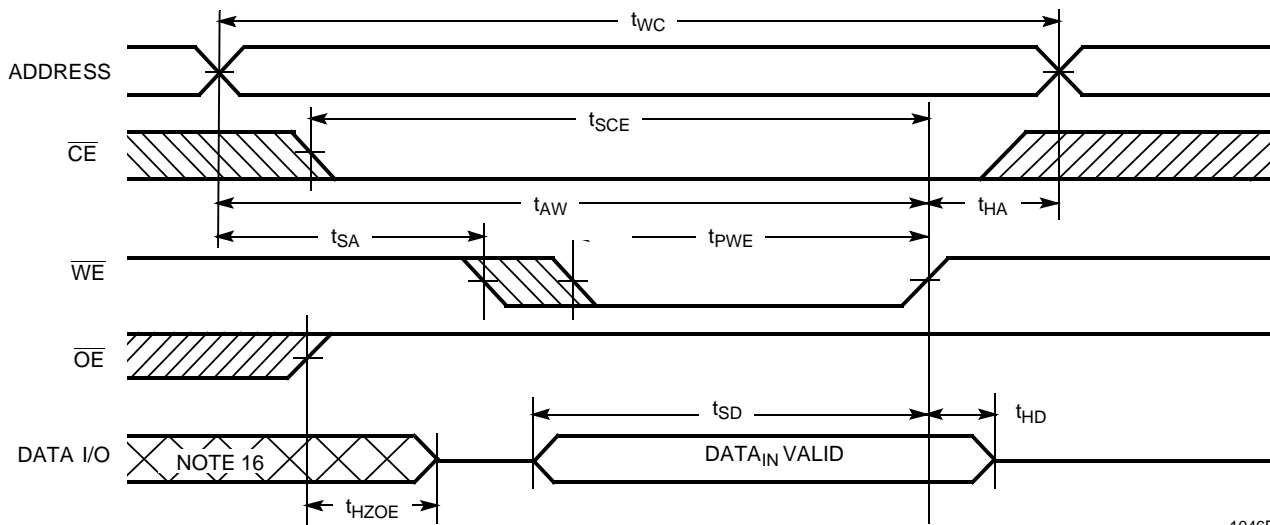 tWC
ADDRESS
tSCE
CE
tAW
tHA
tSA
tPWE
WE
OE
tSD
tHD
DATA I/O
NOTE 16
DATAIN VALID
tHZOE